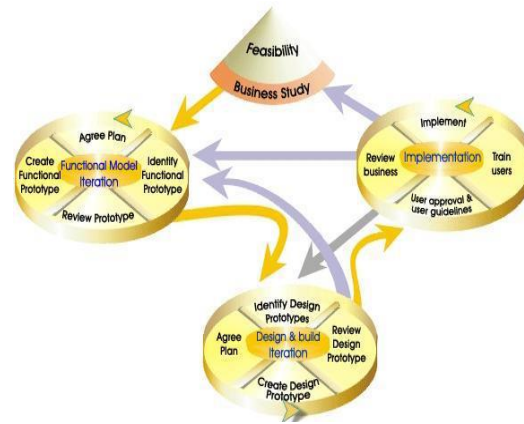 Feasibility
Business Study
Agree Plan
Create
Functional
Prototype
Functional Model
Iteration
Identify
Functional
Prototype
Review Prototype
Implement
Review
business
Implementation
Train
users
User approval &
user guidelines
Identify Design
Prototypes
Agree
Plan
Design & build
Iteration
Review
Design
Prototype
Create Design
Prototype